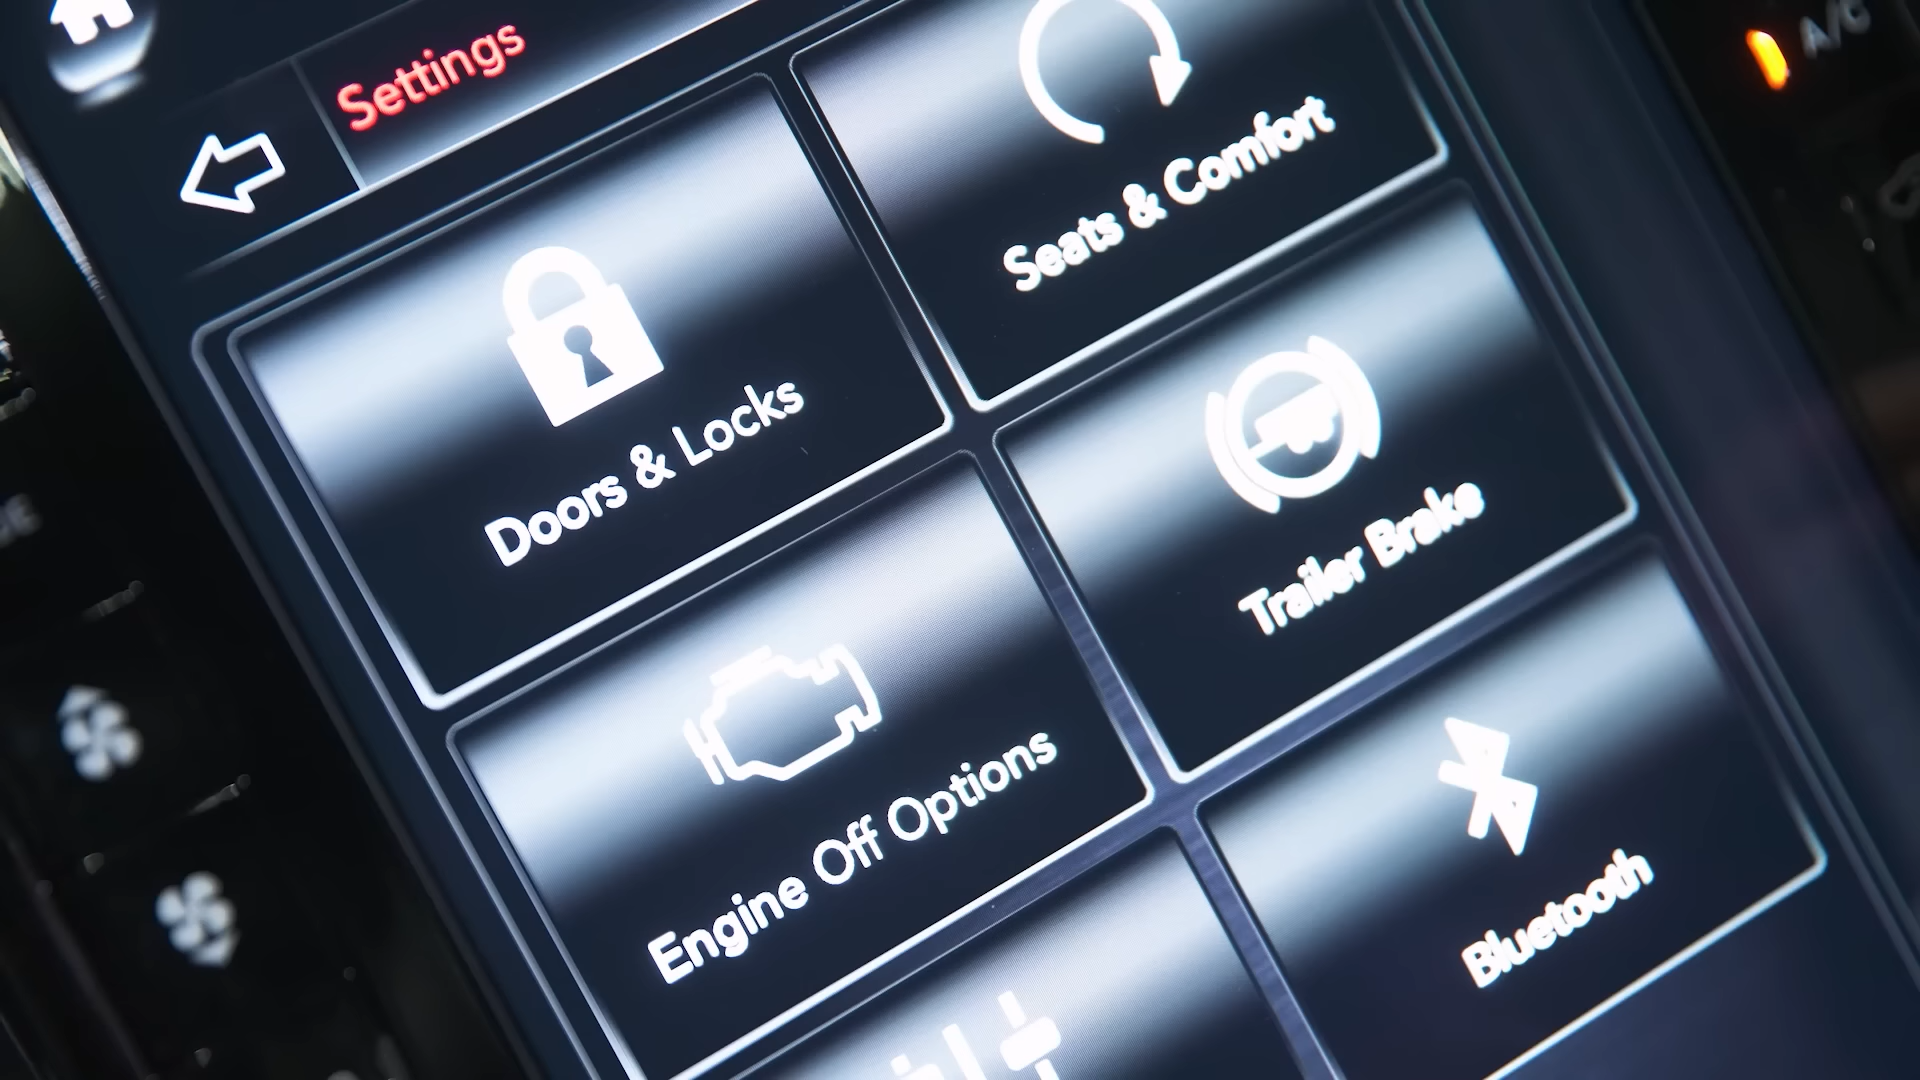 Settings
A/C
Seats & Comfort
Doors & Locks
Trailer Brake
Engine Off Options
Bluetooth